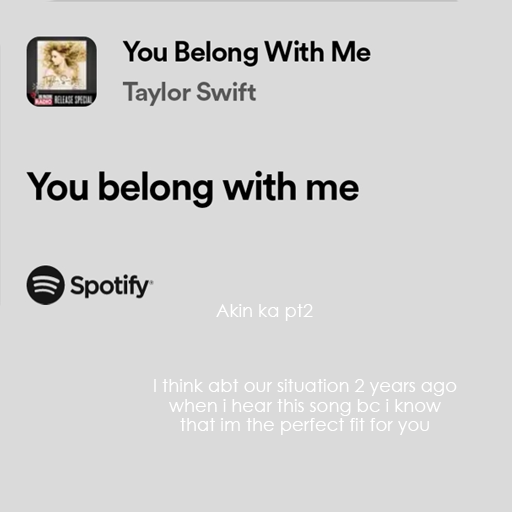 You Belong With Me
Taylor Swift
RADIO RELEASE SPECIAL
You belong with me
Spotify
Akin ka pt2
I think abt our situation 2 years ago
when i hear this song bc i know
that im the perfect fit for you